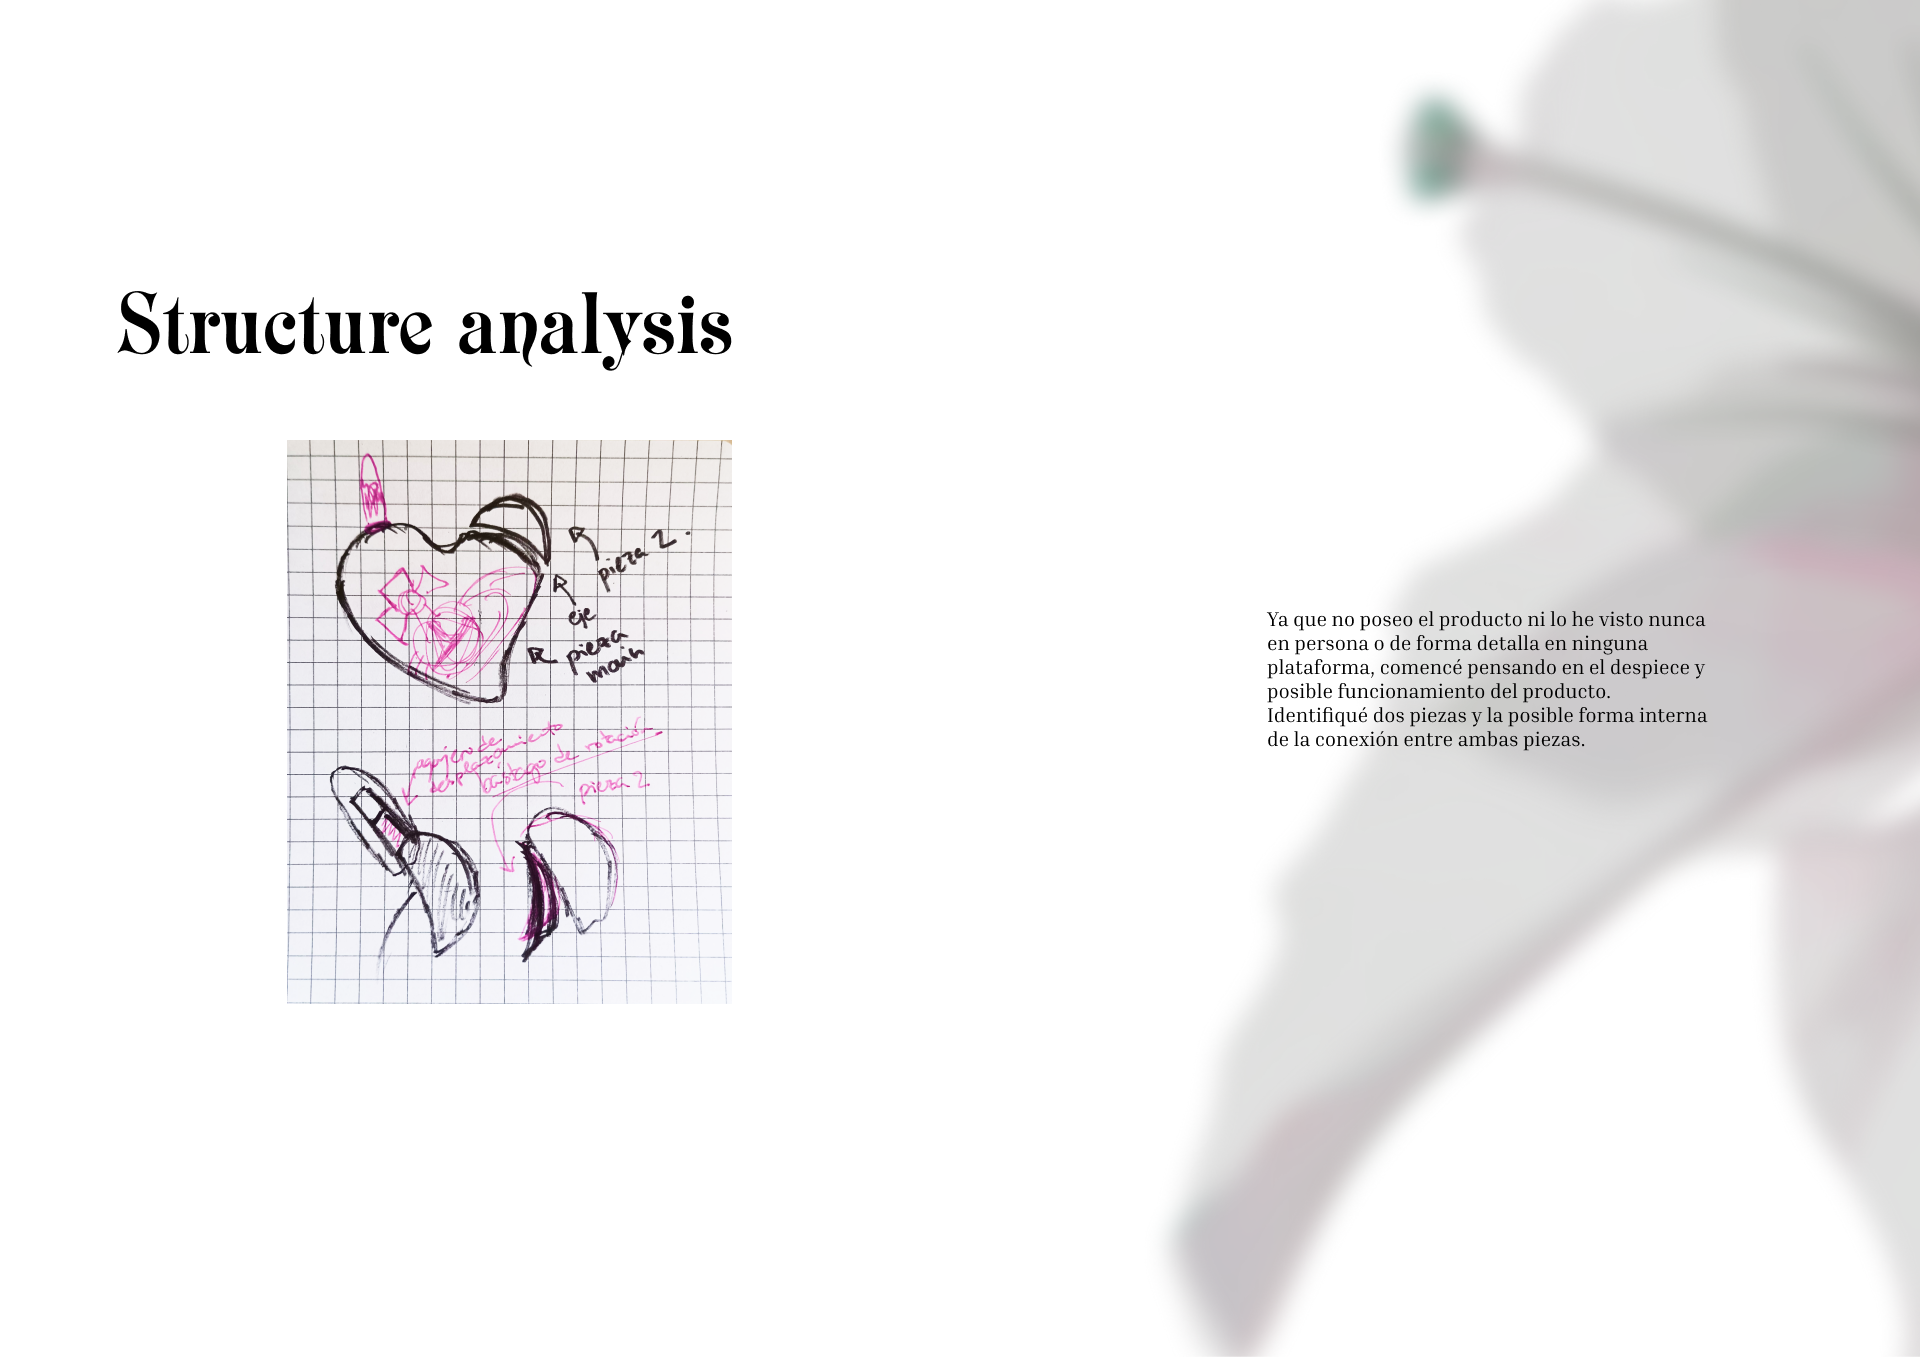 Structure analysis
pieza 2.
eje
pieza
main
agujero de
desplazamiento
vástago de rotación
pieza 2
Ya que no poseo el producto ni lo he visto nunca
en persona o de forma detalla en ninguna
plataforma, comencé pensando en el despiece y
posible funcionamiento del producto.
Identifiqué dos piezas y la posible forma interna
de la conexión entre ambas piezas.